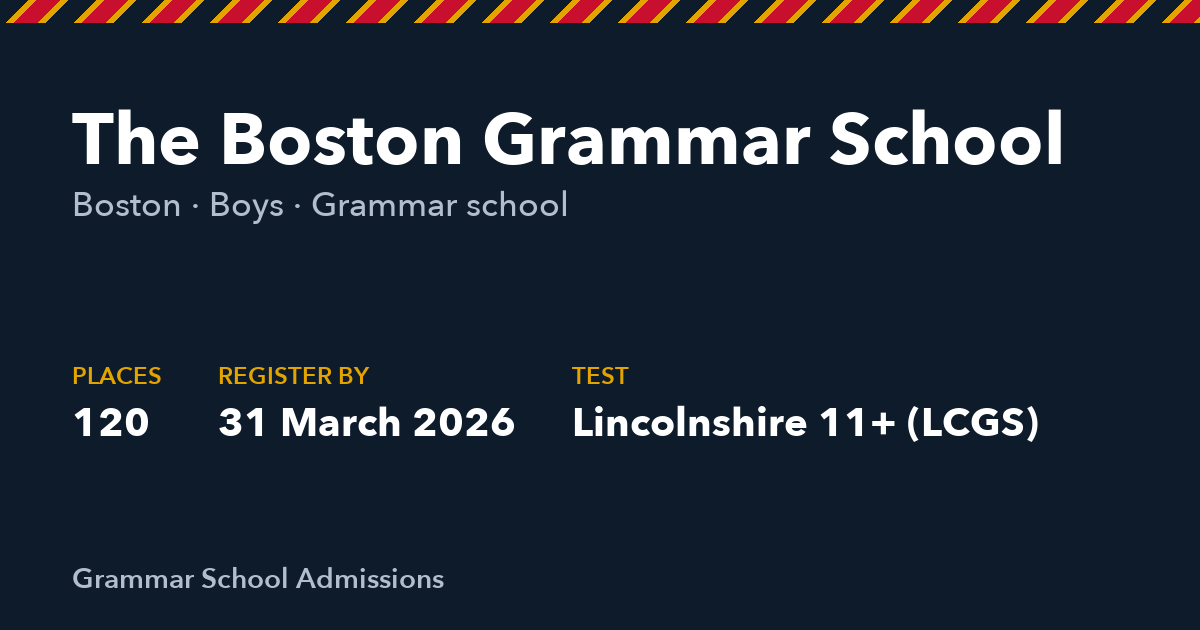 The Boston Grammar School
Boston · Boys · Grammar school
PLACES
120
REGISTER BY
31 March 2026
TEST
Lincolnshire 11+ (LCGS)
Grammar School Admissions